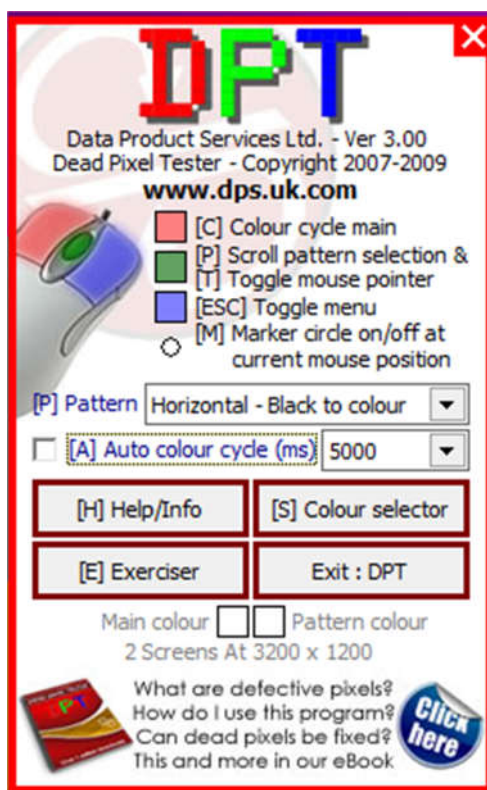 DPT
Data Product Services Ltd. - Ver 3.00
Dead Pixel Tester - Copyright 2007-2009
www.dps.uk.com
[C] Colour cycle main
[P] Scroll pattern selection &
[T] Toggle mouse pointer
[ESC] Toggle menu
[M] Marker circle on/off at
current mouse position
[P] Pattern Horizontal - Black to colour
[A] Auto colour cycle (ms) 5000
[H] Help/Info [S] Colour selector
[E] Exerciser Exit : DPT
Main colour Pattern colour
2 Screens At 3200 x 1200
What are defective pixels?
How do I use this program?
Can dead pixels be fixed?
This and more in our eBook
DPT
Click
here